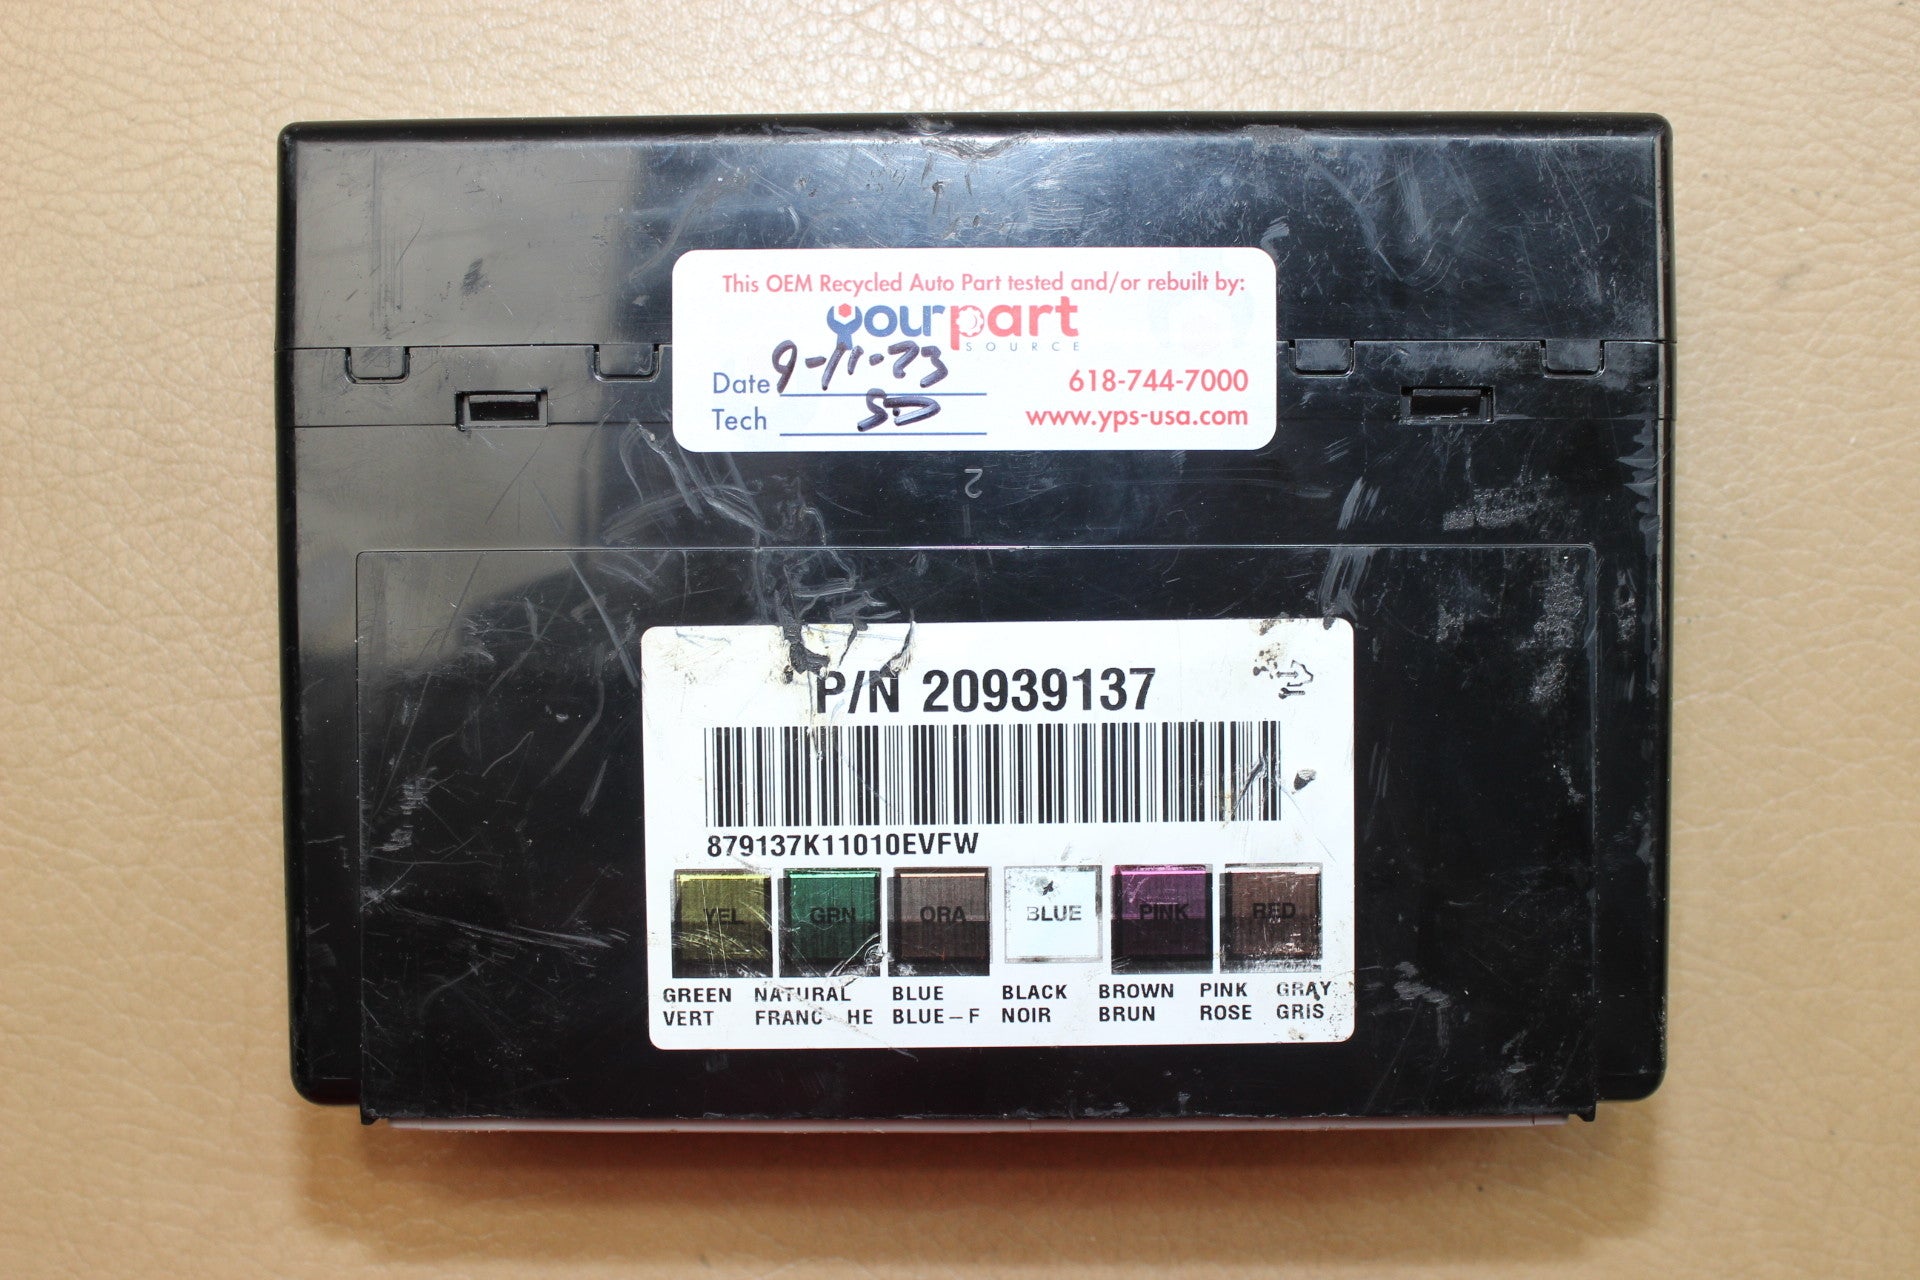 This OEM Recycled Auto Part tested and/or rebuilt by:
yourpart
SOURCE
Date 9-11-23 618-744-7000
Tech SD www.yps-usa.com
2
P/N 20939137
879137K11010EVFW
YEL GRN ORA BLUE PINK RED
GREEN NATURAL BLUE BLACK BROWN PINK GRAY
VERT FRANC- HE BLUE-F NOIR BRUN ROSE GRIS